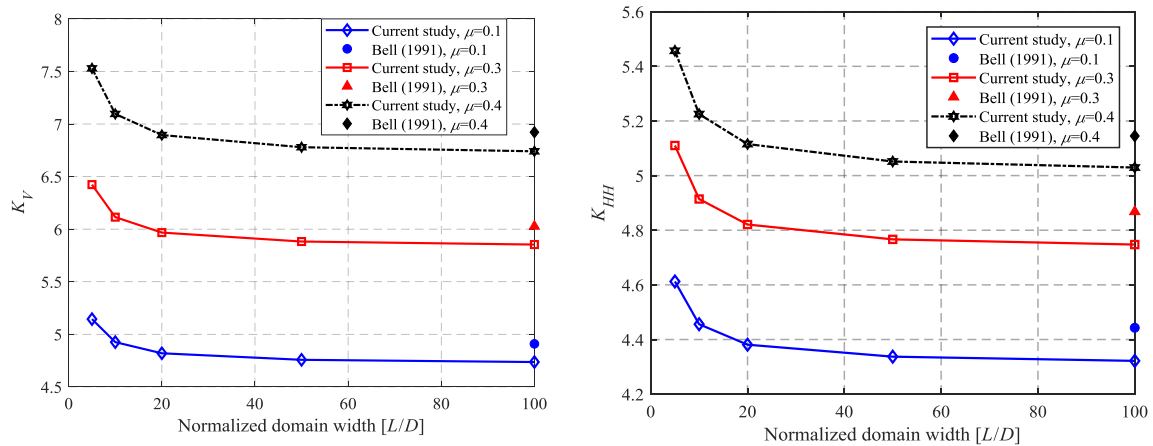 8
7.5
7
6.5
6
5.5
5
4.5
K_V
0
20
40
60
80
100
Normalized domain width [L/D]
Current study, μ=0.1
Bell (1991), μ=0.1
Current study, μ=0.3
Bell (1991), μ=0.3
Current study, μ=0.4
Bell (1991), μ=0.4
5.6
5.4
5.2
5
4.8
4.6
4.4
4.2
K_HH
0
20
40
60
80
100
Normalized domain width [L/D]
Current study, μ=0.1
Bell (1991), μ=0.1
Current study, μ=0.3
Bell (1991), μ=0.3
Current study, μ=0.4
Bell (1991), μ=0.4